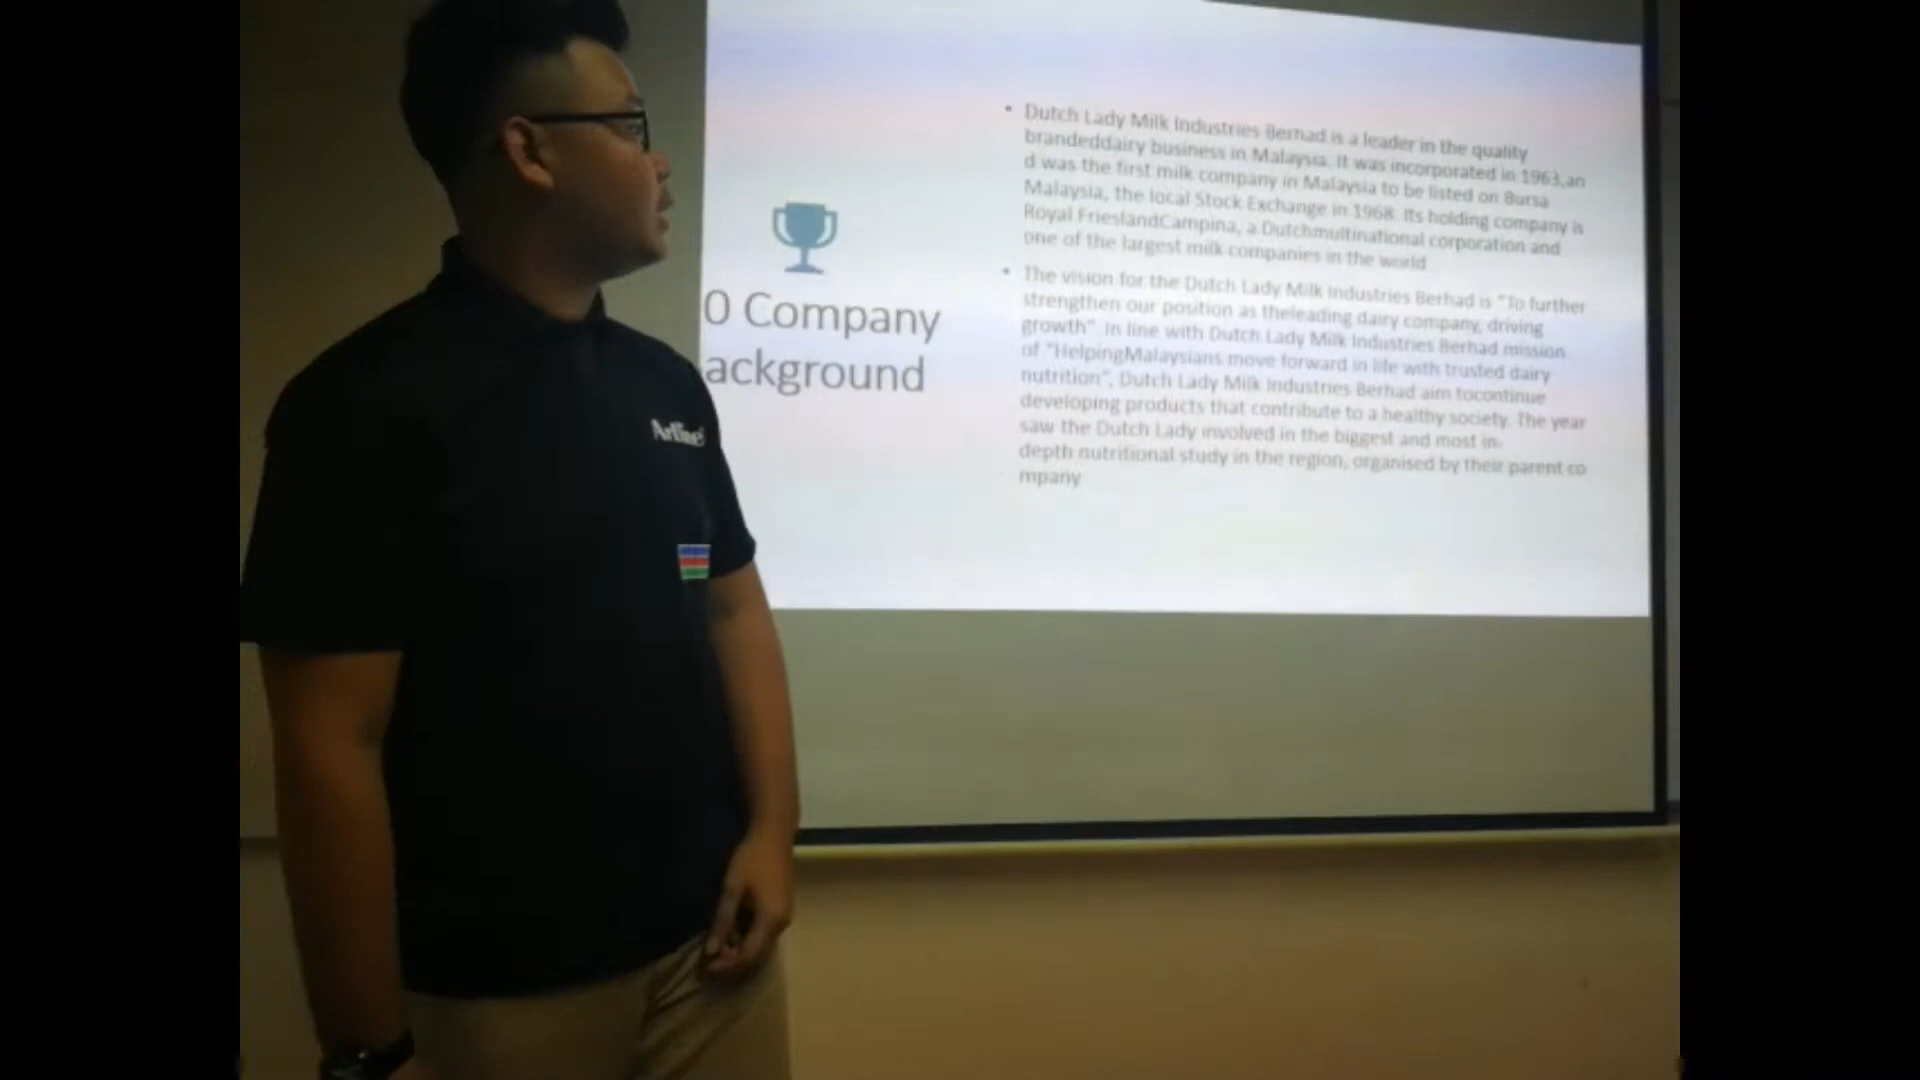 0 Company
ackground
• Dutch Lady Milk Industries Berhad is a leader in the quality
brandeddairy business in Malaysia. It was incorporated in 1963,an
d was the first milk company in Malaysia to be listed on Bursa
Malaysia, the local Stock Exchange in 1968. Its holding company is
Royal FrieslandCampina, a Dutchmultinational corporation and
one of the largest milk companies in the world
• The vision for the Dutch Lady Milk Industries Berhad is "To further
strengthen our position as theleading dairy company, driving
growth". In line with Dutch Lady Milk Industries Berhad mission
of "HelpingMalaysians move forward in life with trusted dairy
nutrition", Dutch Lady Milk Industries Berhad aim tocontinue
developing products that contribute to a healthy society. The year
saw the Dutch Lady involved in the biggest and most in-
depth nutritional study in the region, organised by their parent co
mpany
Artline